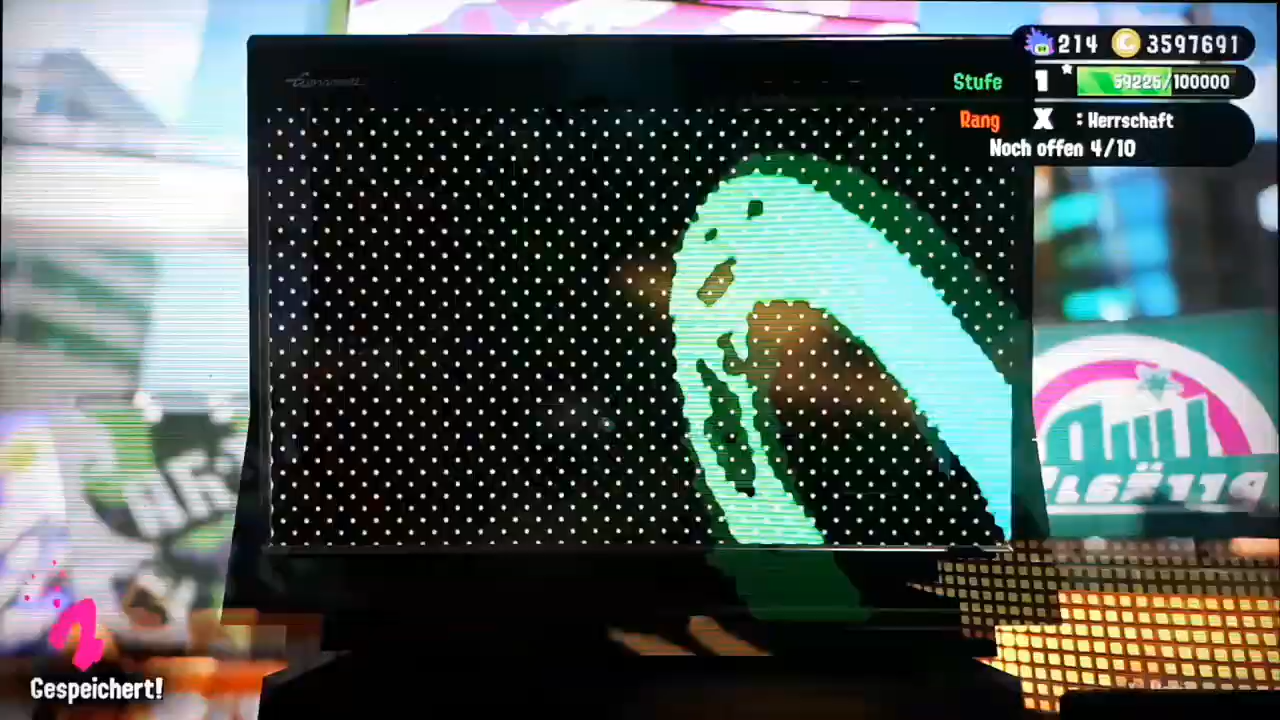 214 3597691
Stufe 1 59225/100000
Rang X : Herrschaft
Noch offen 4/10
Gespeichert!